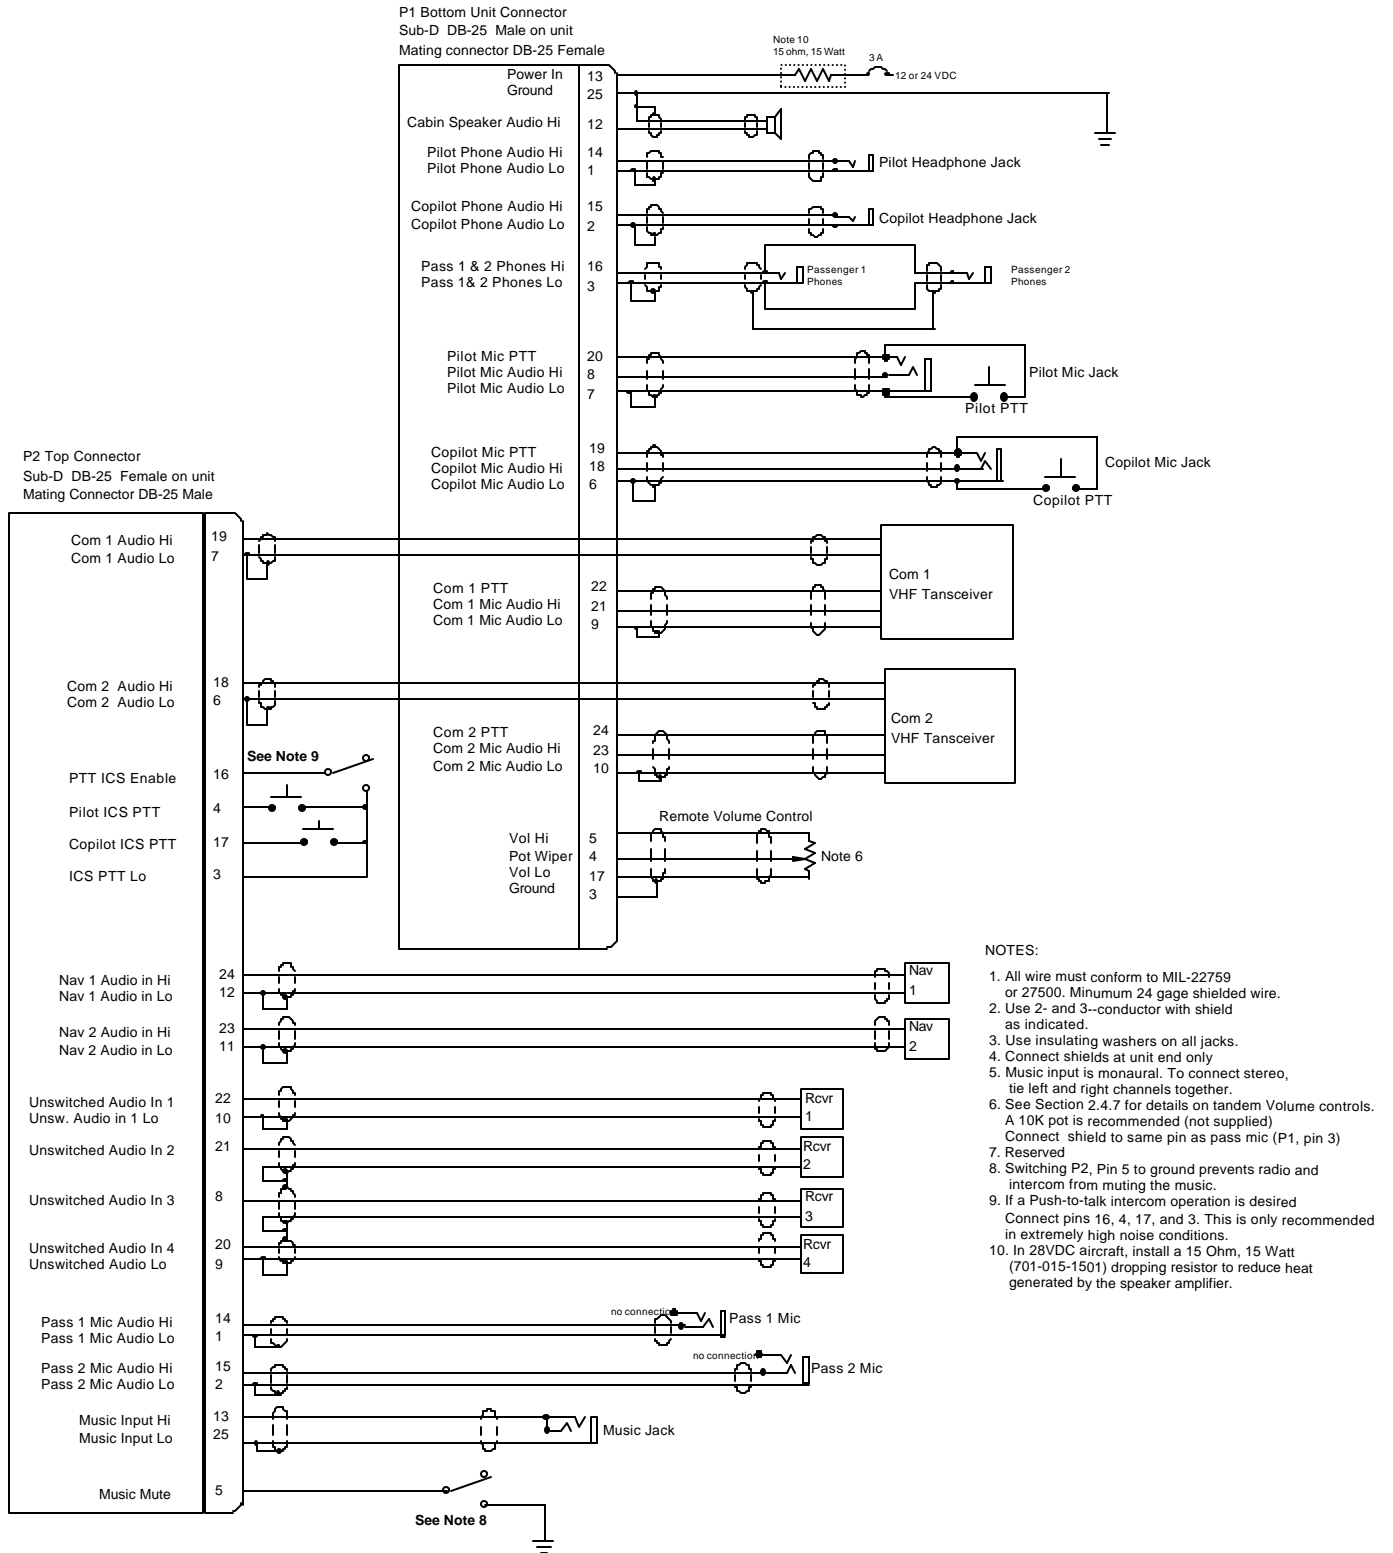 P1 Bottom Unit Connector
Sub-D DB-25 Male on unit
Mating connector DB-25 Female
Note 10
15 ohm, 15 Watt
3 A
12 or 24 VDC
Power In 13
Ground 25
Cabin Speaker Audio Hi 12
Pilot Phone Audio Hi 14
Pilot Phone Audio Lo 1
Pilot Headphone Jack
Copilot Phone Audio Hi 15
Copilot Phone Audio Lo 2
Copilot Headphone Jack
Pass 1 & 2 Phones Hi 16
Pass 1& 2 Phones Lo 3
Passenger 1
Phones
Passenger 2
Phones
Pilot Mic PTT 20
Pilot Mic Audio Hi 8
Pilot Mic Audio Lo 7
Pilot Mic Jack
Pilot PTT
Copilot Mic PTT 19
Copilot Mic Audio Hi 18
Copilot Mic Audio Lo 6
Copilot Mic Jack
Copilot PTT
P2 Top Connector
Sub-D DB-25 Female on unit
Mating Connector DB-25 Male
Com 1 Audio Hi 19
Com 1 Audio Lo 7
Com 1
VHF Tansceiver
Com 1 PTT 22
Com 1 Mic Audio Hi 21
Com 1 Mic Audio Lo 9
Com 2 Audio Hi 18
Com 2 Audio Lo 6
Com 2
VHF Tansceiver
Com 2 PTT 24
Com 2 Mic Audio Hi 23
Com 2 Mic Audio Lo 10
See Note 9
PTT ICS Enable 16
Pilot ICS PTT 4
Copilot ICS PTT 17
ICS PTT Lo 3
Remote Volume Control
Vol Hi 5
Pot Wiper 4
Vol Lo 17
Ground 3
Note 6
Nav 1 Audio in Hi 24
Nav 1 Audio in Lo 12
Nav
1
Nav 2 Audio in Hi 23
Nav 2 Audio in Lo 11
Nav
2
Unswitched Audio In 1 22
Unsw. Audio in 1 Lo 10
Rcvr
1
Unswitched Audio In 2 21
Rcvr
2
Unswitched Audio In 3 8
Rcvr
3
Unswitched Audio In 4 20
Unswitched Audio Lo 9
Rcvr
4
Pass 1 Mic Audio Hi 14
Pass 1 Mic Audio Lo 1
no connection
Pass 1 Mic
Pass 2 Mic Audio Hi 15
Pass 2 Mic Audio Lo 2
no connection
Pass 2 Mic
Music Input Hi 13
Music Input Lo 25
Music Jack
Music Mute 5
See Note 8
NOTES:
1. All wire must conform to MIL-22759
or 27500. Minumum 24 gage shielded wire.
2. Use 2- and 3--conductor with shield
as indicated.
3. Use insulating washers on all jacks.
4. Connect shields at unit end only
5. Music input is monaural. To connect stereo,
tie left and right channels together.
6. See Section 2.4.7 for details on tandem Volume controls.
A 10K pot is recommended (not supplied)
Connect shield to same pin as pass mic (P1, pin 3)
7. Reserved
8. Switching P2, Pin 5 to ground prevents radio and
intercom from muting the music.
9. If a Push-to-talk intercom operation is desired
Connect pins 16, 4, 17, and 3. This is only recommended
in extremely high noise conditions.
10. In 28VDC aircraft, install a 15 Ohm, 15 Watt
(701-015-1501) dropping resistor to reduce heat
generated by the speaker amplifier.